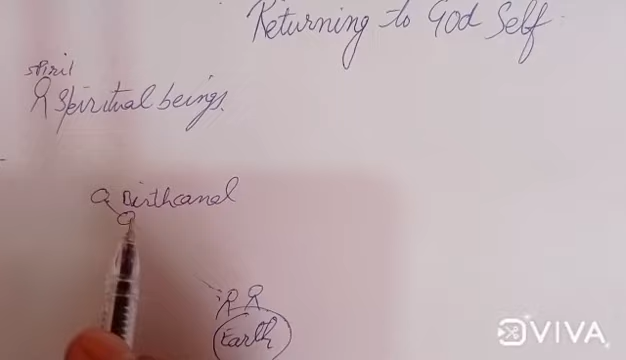 Returning to God Self
spirit
Spiritual beings.
Birthcanal
Earth
VIVA